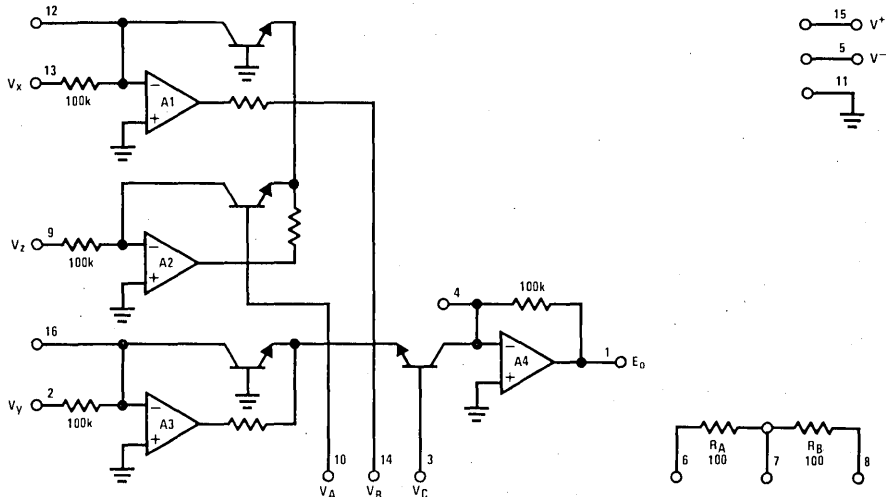 12
15 V+
Vx 13
100k
- A1 +
5 V-
11
9
Vz
100k
- A2 +
16
4
100k
Vy 2
100k
- A3 +
- A4 +
1 Eo
10 14 3
VA VB VC
RA 100
RB 100
6 7 8